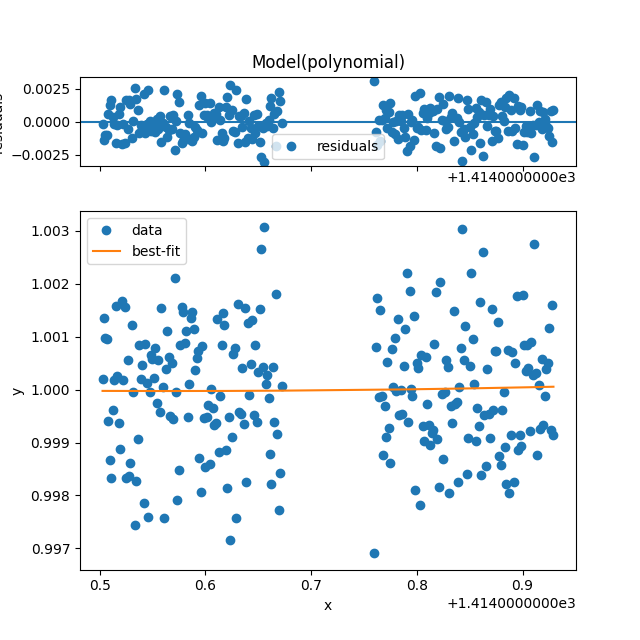 Model(polynomial)
0.0025
0.0000
−0.0025
residuals
residuals
+1.4140000000e3
data
best-fit
1.003
1.002
1.001
1.000
0.999
0.998
0.997
y
0.5
0.6
0.7
0.8
0.9
x
+1.4140000000e3